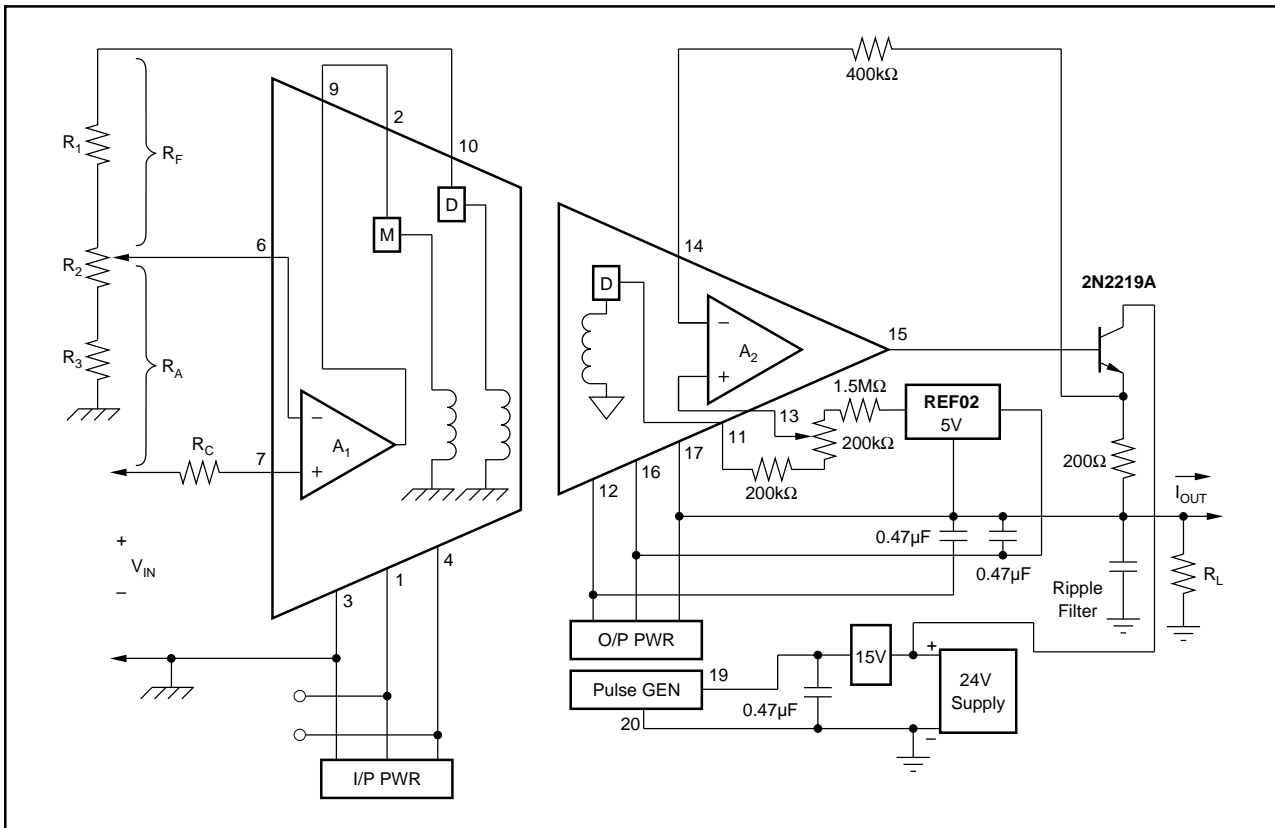 400kΩ
9
2
R1
RF
10
D
M
6
14
R2
D
2N2219A
−
15
R3
RA
A2
+
1.5MΩ
−
13
REF02
5V
A1
11
200kΩ
RC
7
+
17
200Ω
16
200kΩ
12
IOUT
0.47µF
0.47µF
+
VIN
−
4
1
3
RL
Ripple
Filter
O/P PWR
15V
+
19
24V
Supply
Pulse GEN
0.47µF
20
−
I/P PWR